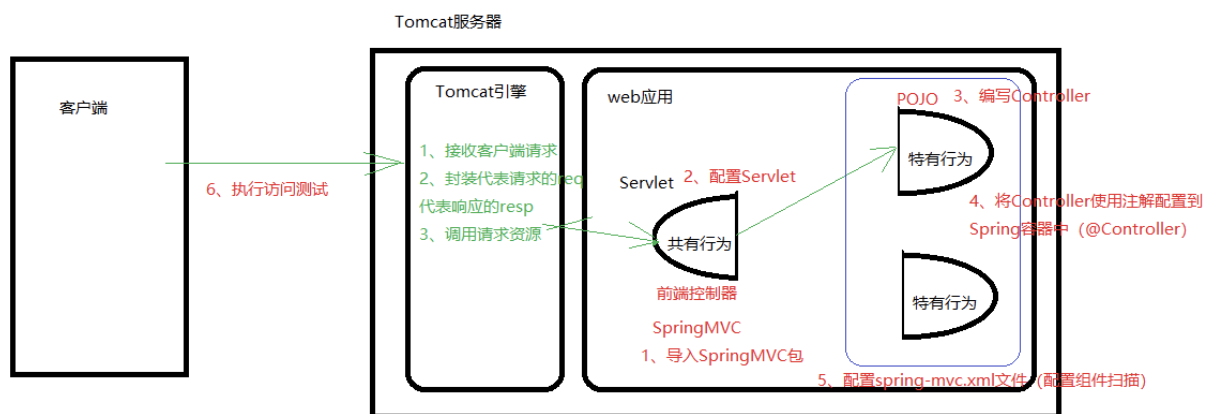 Tomcat服务器
客户端
6、执行访问测试
Tomcat引擎
1、接收客户端请求
2、封装代表请求的req
代表响应的resp
3、调用请求资源
web应用
Servlet
2、配置Servlet
共有行为
前端控制器
SpringMVC
1、导入SpringMVC包
POJO
3、编写Controller
特有行为
4、将Controller使用注解配置到
Spring容器中（@Controller）
特有行为
5、配置spring-mvc.xml文件（配置组件扫描）